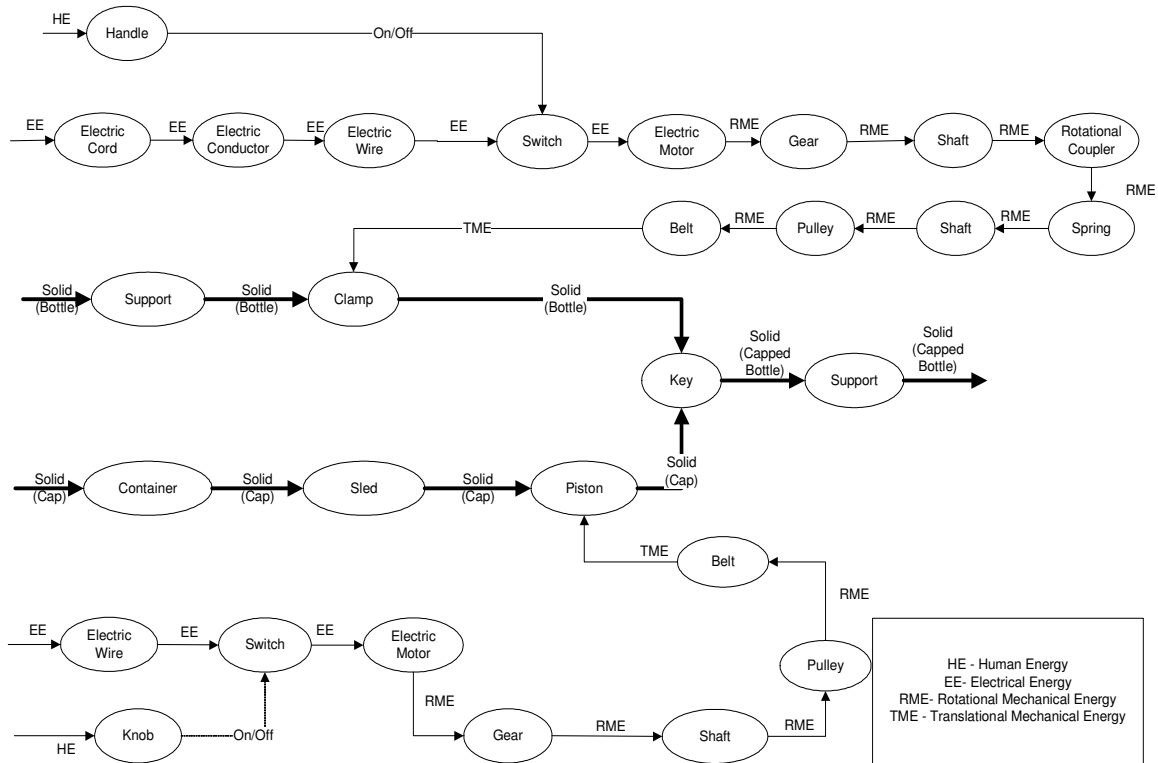 HE
Handle
On/Off
EE
Electric
Cord
EE
Electric
Conductor
EE
Electric
Wire
EE
Switch
EE
Electric
Motor
RME
Gear
RME
Shaft
RME
Rotational
Coupler
RME
Spring
RME
Shaft
RME
Pulley
RME
Belt
TME
Solid
(Bottle)
Support
Solid
(Bottle)
Clamp
Solid
(Bottle)
Key
Solid
(Capped
Bottle)
Support
Solid
(Capped
Bottle)
Solid
(Cap)
Container
Solid
(Cap)
Sled
Solid
(Cap)
Piston
Solid
(Cap)
TME
Belt
RME
EE
Electric
Wire
EE
Switch
EE
Electric
Motor
RME
Pulley
HE
Knob
On/Off
Gear
RME
Shaft
RME
HE - Human Energy
EE- Electrical Energy
RME- Rotational Mechanical Energy
TME - Translational Mechanical Energy